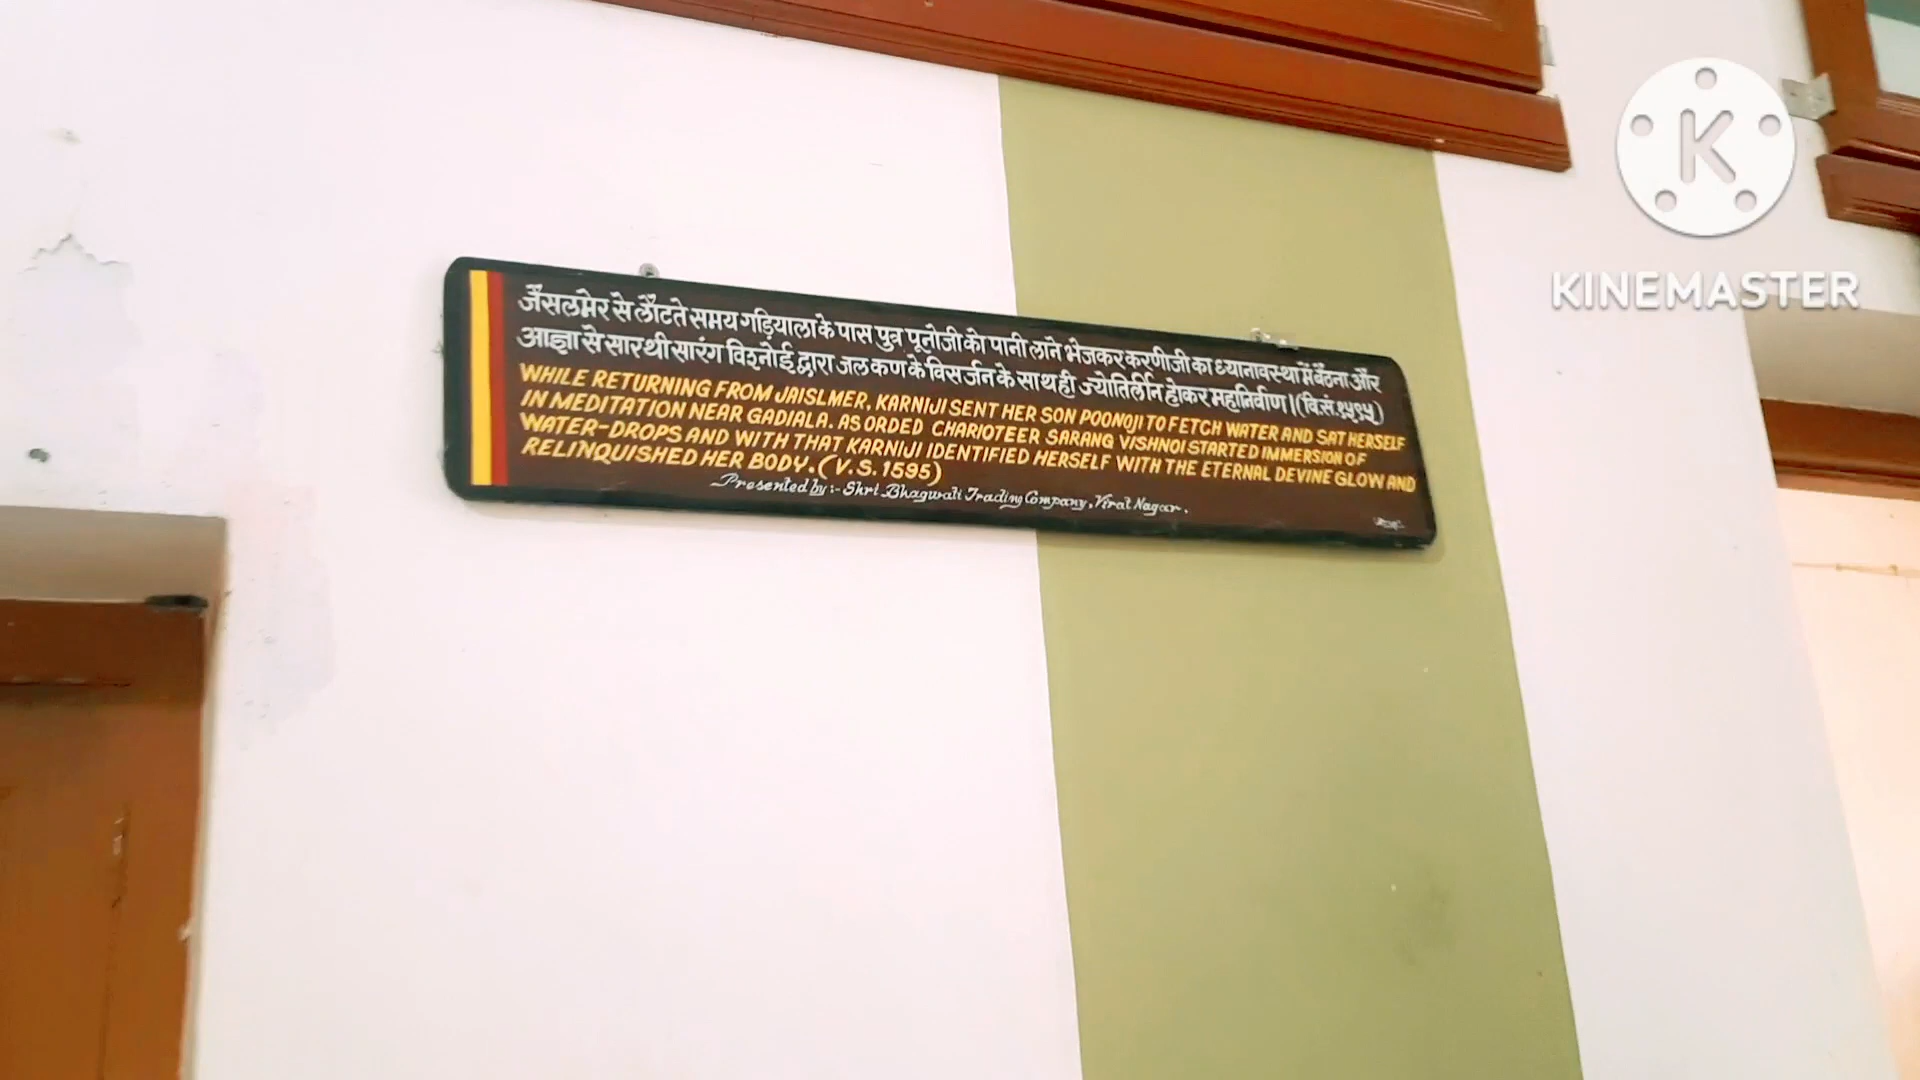 जैसलमेर से लौटते समय गड़ियाला के पास पुत्र पूनोजी को पानी लाने भेजकर करणीजी का ध्यानावस्था में बैठना और
आज्ञा से सारथी सारंग विश्नोई द्वारा जल कण के विसर्जन के साथ ही ज्योतिर्लीन होकर महानिर्वाण।(वि.सं.१५९५)
WHILE RETURNING FROM JAISLMER, KARNIJI SENT HER SON POONOJI TO FETCH WATER AND SAT HERSELF
IN MEDITATION NEAR GADIALA. AS ORDED CHARIOTEER SARANG VISHNOI STARTED IMMERSION OF
WATER-DROPS AND WITH THAT KARNIJI IDENTIFIED HERSELF WITH THE ETERNAL DEVINE GLOW AND
RELINQUISHED HER BODY.(V.S.1595)
Presented by:- Shri Bhagwati Trading Company, Virat Nagar.
K
KINEMASTER